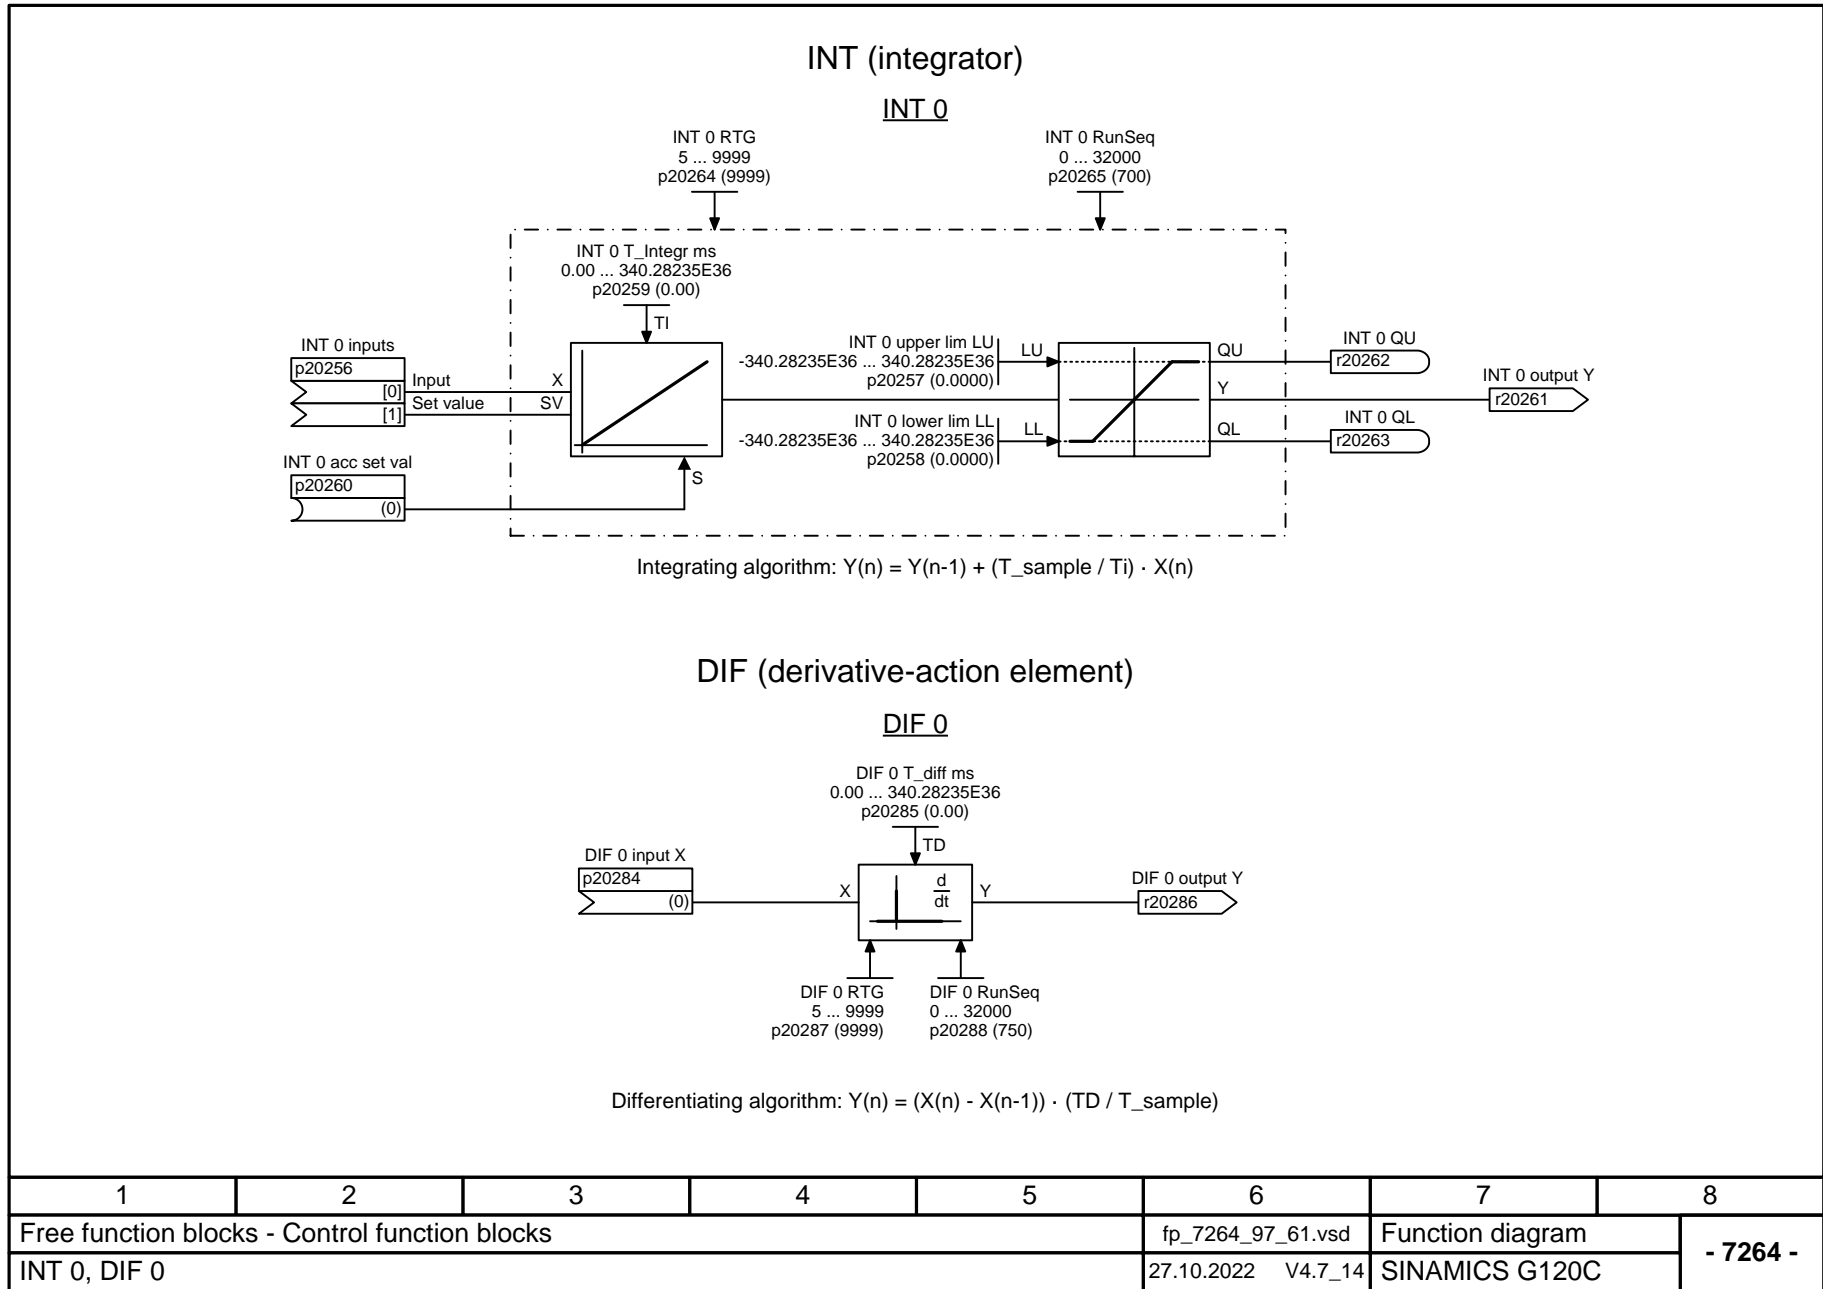 INT (integrator)
INT 0
INT 0 RTG
5 ... 9999
p20264 (9999)
INT 0 RunSeq
0 ... 32000
p20265 (700)
INT 0 T_Integr ms
0.00 ... 340.28235E36
p20259 (0.00)
TI
INT 0 inputs
p20256
[0]
[1]
Input
Set value
X
SV
INT 0 acc set val
p20260
(0)
S
INT 0 upper lim LU
-340.28235E36 ... 340.28235E36
p20257 (0.0000)
LU
INT 0 lower lim LL
-340.28235E36 ... 340.28235E36
p20258 (0.0000)
LL
QU
Y
QL
INT 0 QU
r20262
INT 0 output Y
r20261
INT 0 QL
r20263
Integrating algorithm: Y(n) = Y(n-1) + (T_sample / Ti) · X(n)
DIF (derivative-action element)
DIF 0
DIF 0 T_diff ms
0.00 ... 340.28235E36
p20285 (0.00)
TD
DIF 0 input X
p20284
(0)
X
d
dt
Y
DIF 0 output Y
r20286
DIF 0 RTG
5 ... 9999
p20287 (9999)
DIF 0 RunSeq
0 ... 32000
p20288 (750)
Differentiating algorithm: Y(n) = (X(n) - X(n-1)) · (TD / T_sample)
1 2 3 4 5 6 7 8
Free function blocks - Control function blocks
fp_7264_97_61.vsd
Function diagram
- 7264 -
INT 0, DIF 0
27.10.2022 V4.7_14
SINAMICS G120C